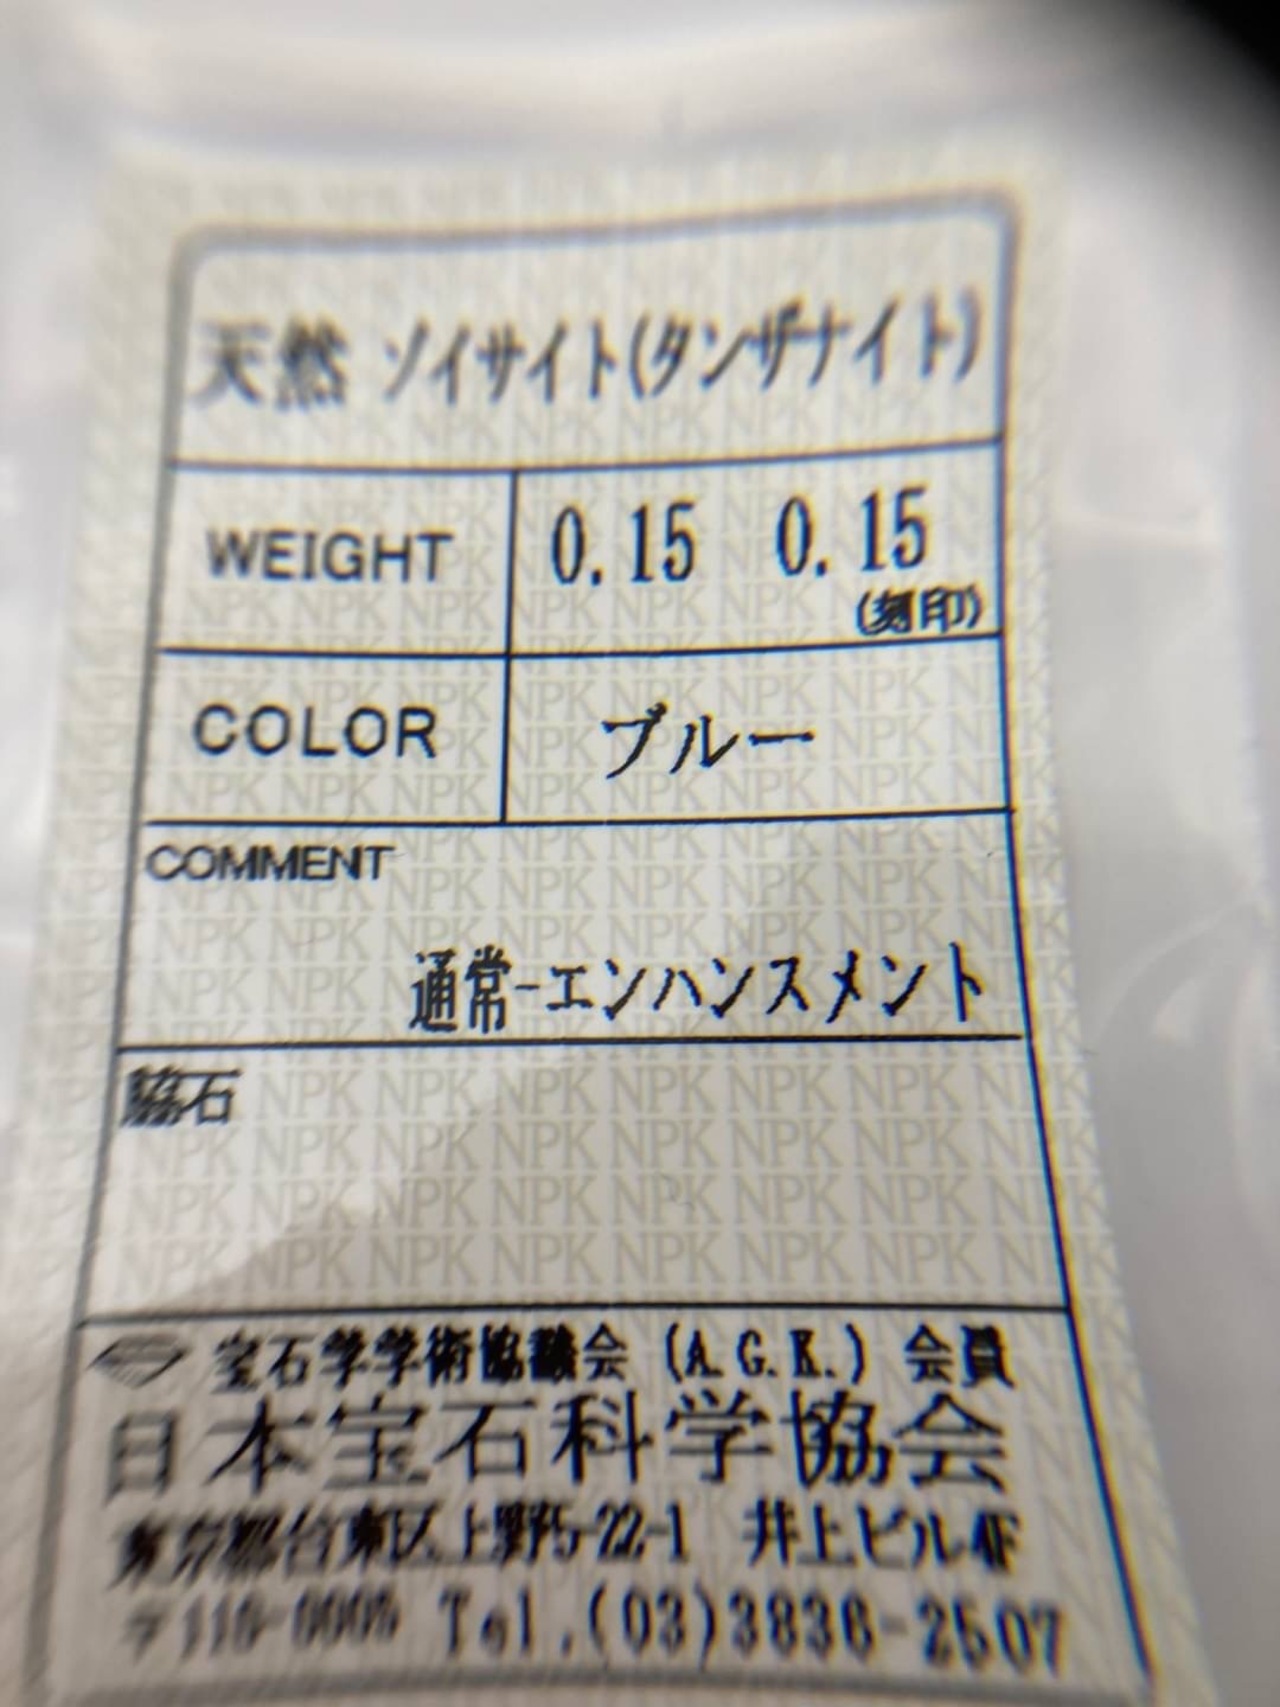 天然 ゾイサイト(タンザナイト)
WEIGHT 0.15 0.15
(刻印)
COLOR ブルー
COMMENT
通常-エンハンスメント
脇石
宝石学学術協議会 (A.G.K.) 会員
日本宝石科学協会
東京都台東区上野5-22-1 井上ビル4F
〒110-0005 Tel.(03)3836-2507